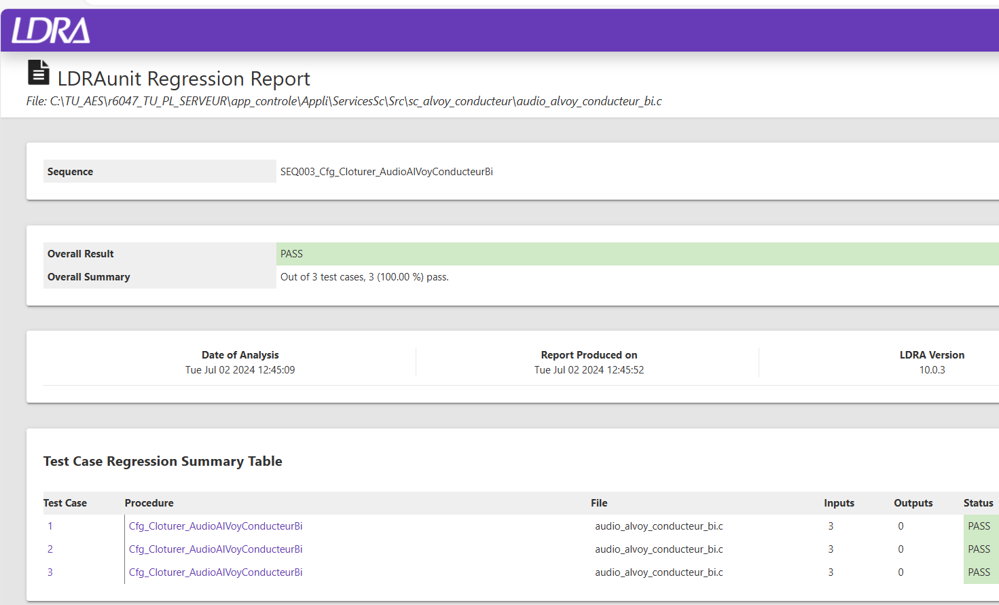 LDRA
LDRAunit Regression Report
File: C:\TU_AES\r6047_TU_PL_SERVEUR\app_controle\Appli\ServicesSc\Src\sc_alvoy_conducteur\audio_alvoy_conducteur_bi.c
Sequence SEQ003_Cfg_Cloturer_AudioAlVoyConducteurBi
Overall Result PASS
Overall Summary Out of 3 test cases, 3 (100.00 %) pass.
Date of Analysis Report Produced on LDRA Version
Tue Jul 02 2024 12:45:09 Tue Jul 02 2024 12:45:52 10.0.3
Test Case Regression Summary Table
Test Case Procedure File Inputs Outputs Status
1 Cfg_Cloturer_AudioAlVoyConducteurBi audio_alvoy_conducteur_bi.c 3 0 PASS
2 Cfg_Cloturer_AudioAlVoyConducteurBi audio_alvoy_conducteur_bi.c 3 0 PASS
3 Cfg_Cloturer_AudioAlVoyConducteurBi audio_alvoy_conducteur_bi.c 3 0 PASS